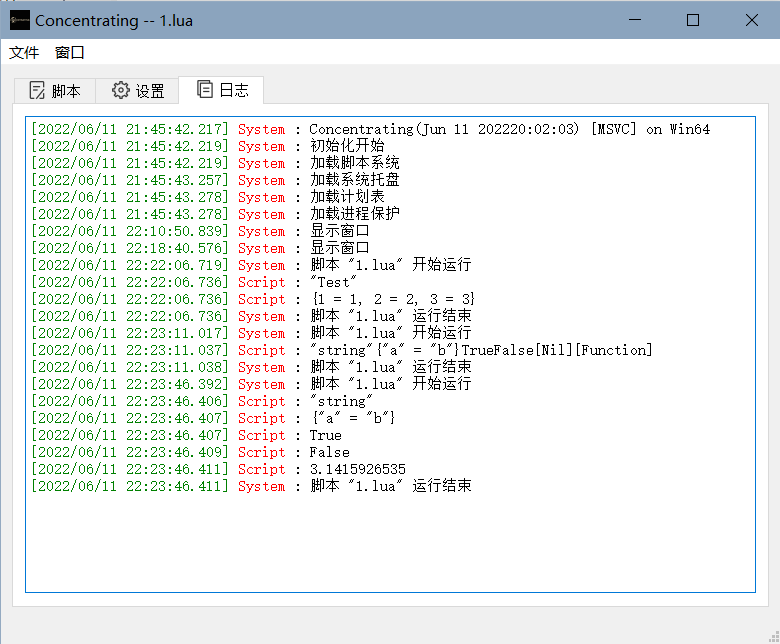 Concentrating -- 1.lua
文件 窗口
脚本 设置 日志
[2022/06/11 21:45:42.217] System : Concentrating(Jun 11 202220:02:03) [MSVC] on Win64
[2022/06/11 21:45:42.219] System : 初始化开始
[2022/06/11 21:45:42.219] System : 加载脚本系统
[2022/06/11 21:45:43.257] System : 加载系统托盘
[2022/06/11 21:45:43.278] System : 加载计划表
[2022/06/11 21:45:43.278] System : 加载进程保护
[2022/06/11 22:10:50.839] System : 显示窗口
[2022/06/11 22:18:40.576] System : 显示窗口
[2022/06/11 22:22:06.719] System : 脚本 "1.lua" 开始运行
[2022/06/11 22:22:06.736] Script : "Test"
[2022/06/11 22:22:06.736] Script : {1 = 1, 2 = 2, 3 = 3}
[2022/06/11 22:22:06.736] System : 脚本 "1.lua" 运行结束
[2022/06/11 22:23:11.017] System : 脚本 "1.lua" 开始运行
[2022/06/11 22:23:11.037] Script : "string"{"a" = "b"}TrueFalse[Nil][Function]
[2022/06/11 22:23:11.038] System : 脚本 "1.lua" 运行结束
[2022/06/11 22:23:46.392] System : 脚本 "1.lua" 开始运行
[2022/06/11 22:23:46.406] Script : "string"
[2022/06/11 22:23:46.407] Script : {"a" = "b"}
[2022/06/11 22:23:46.407] Script : True
[2022/06/11 22:23:46.409] Script : False
[2022/06/11 22:23:46.411] Script : 3.1415926535
[2022/06/11 22:23:46.411] System : 脚本 "1.lua" 运行结束